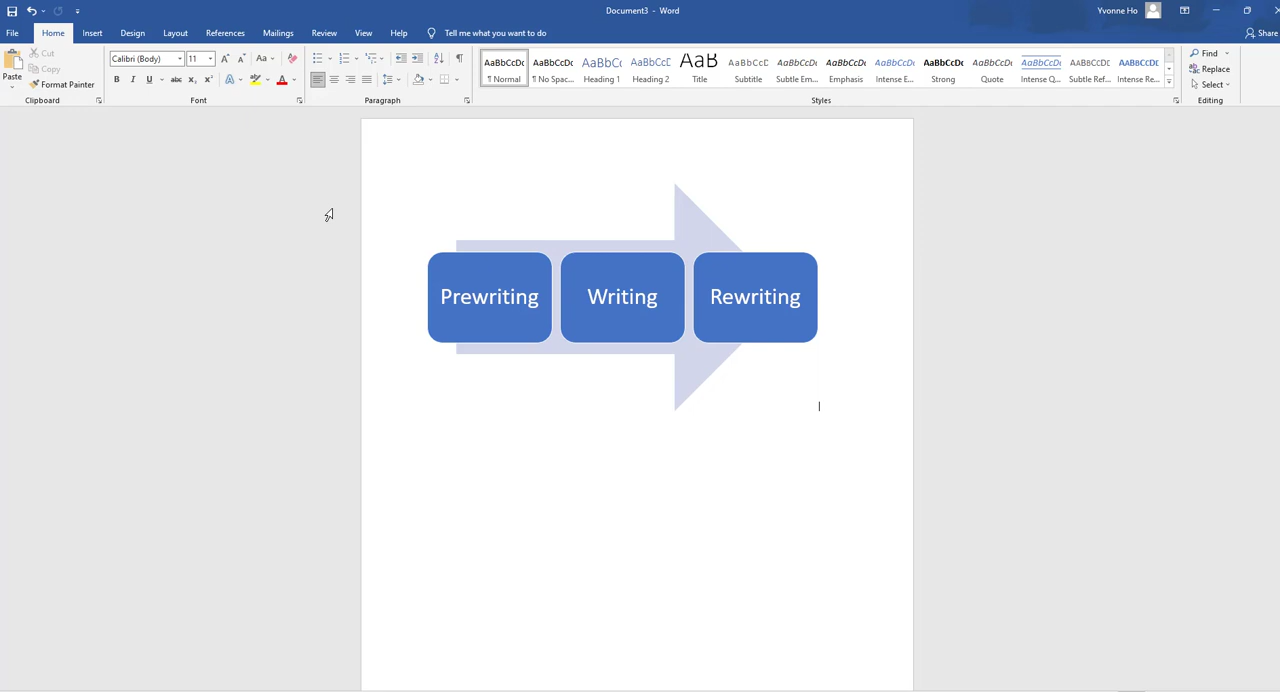 Document3 - Word
Yvonne Ho
File Home Insert Design Layout References Mailings Review View Help Tell me what you want to do Share
Paste
Cut
Copy
Format Painter
Clipboard
Calibri (Body) 11
Font
Paragraph
AaBbCcDc AaBbCcDc AaBbCc AaBbCcC AaB AaBbCcC AaBbCcDc AaBbCcDc AaBbCcDc AaBbCcDc AaBbCcDc AaBbCcDc AABBCCDC AABBCCDC
¶ Normal ¶ No Spac... Heading 1 Heading 2 Title Subtitle Subtle Em... Emphasis Intense E... Strong Quote Intense Q... Subtle Ref... Intense Re...
Styles
Find
Replace
Select
Editing
Prewriting Writing Rewriting